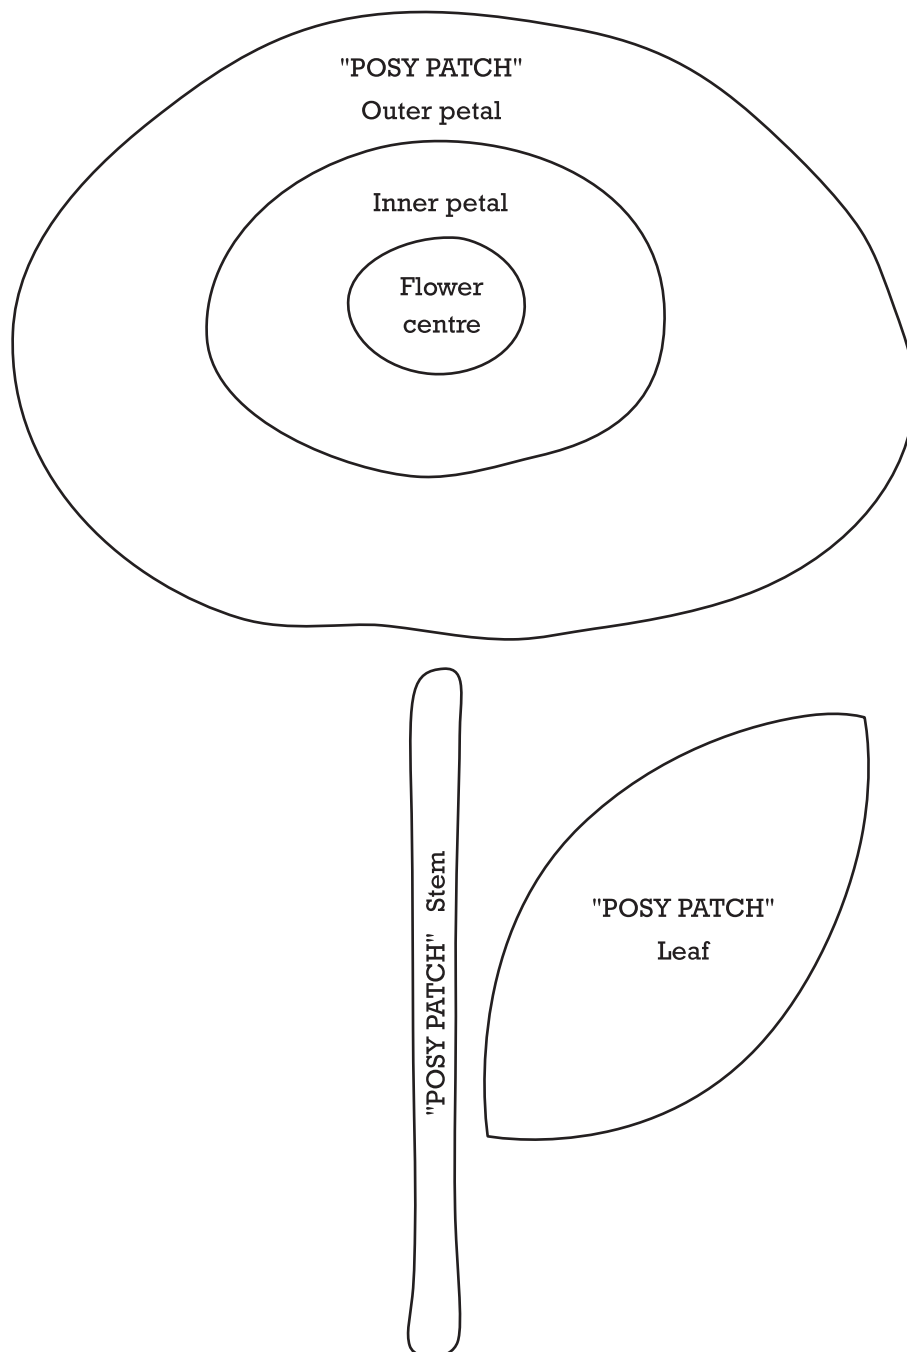 "POSY PATCH"
Outer petal
Inner petal
Flower
centre
"POSY PATCH" Stem
"POSY PATCH"
Leaf